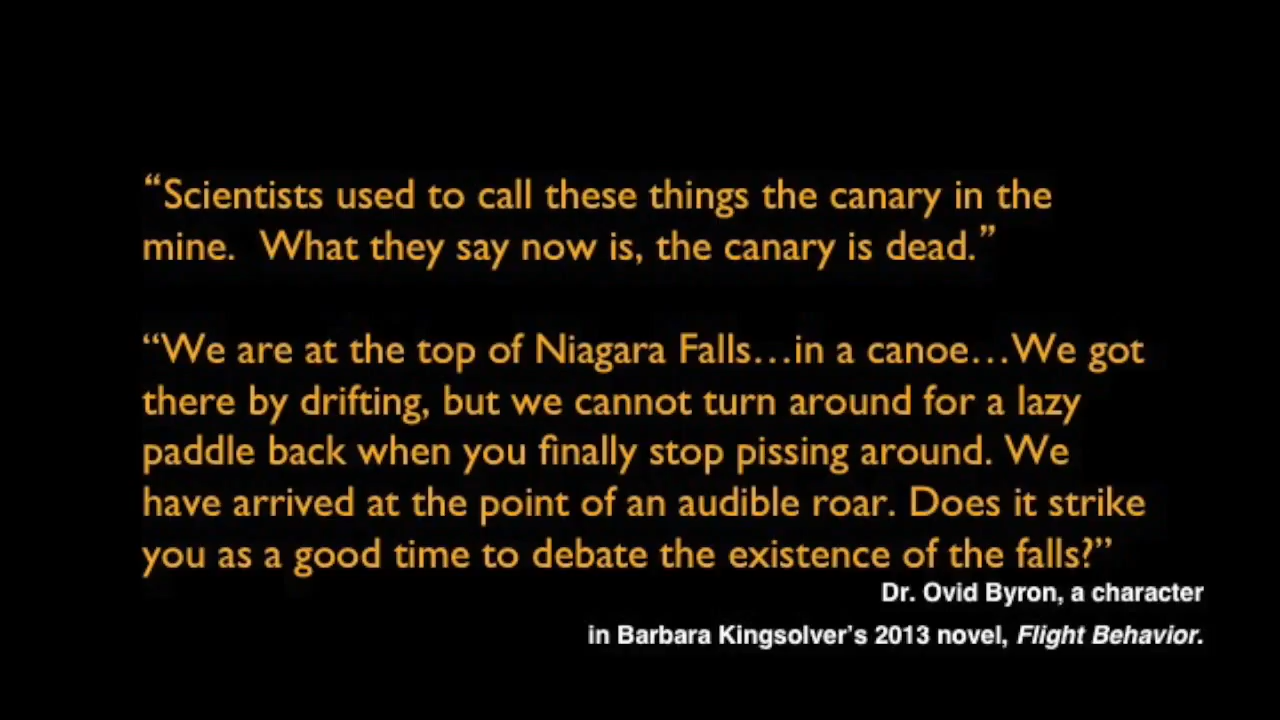 “Scientists used to call these things the canary in the
mine.  What they say now is, the canary is dead.”
“We are at the top of Niagara Falls…in a canoe…We got
there by drifting, but we cannot turn around for a lazy
paddle back when you finally stop pissing around. We
have arrived at the point of an audible roar. Does it strike
you as a good time to debate the existence of the falls?”
Dr. Ovid Byron, a character
in Barbara Kingsolver’s 2013 novel, Flight Behavior.